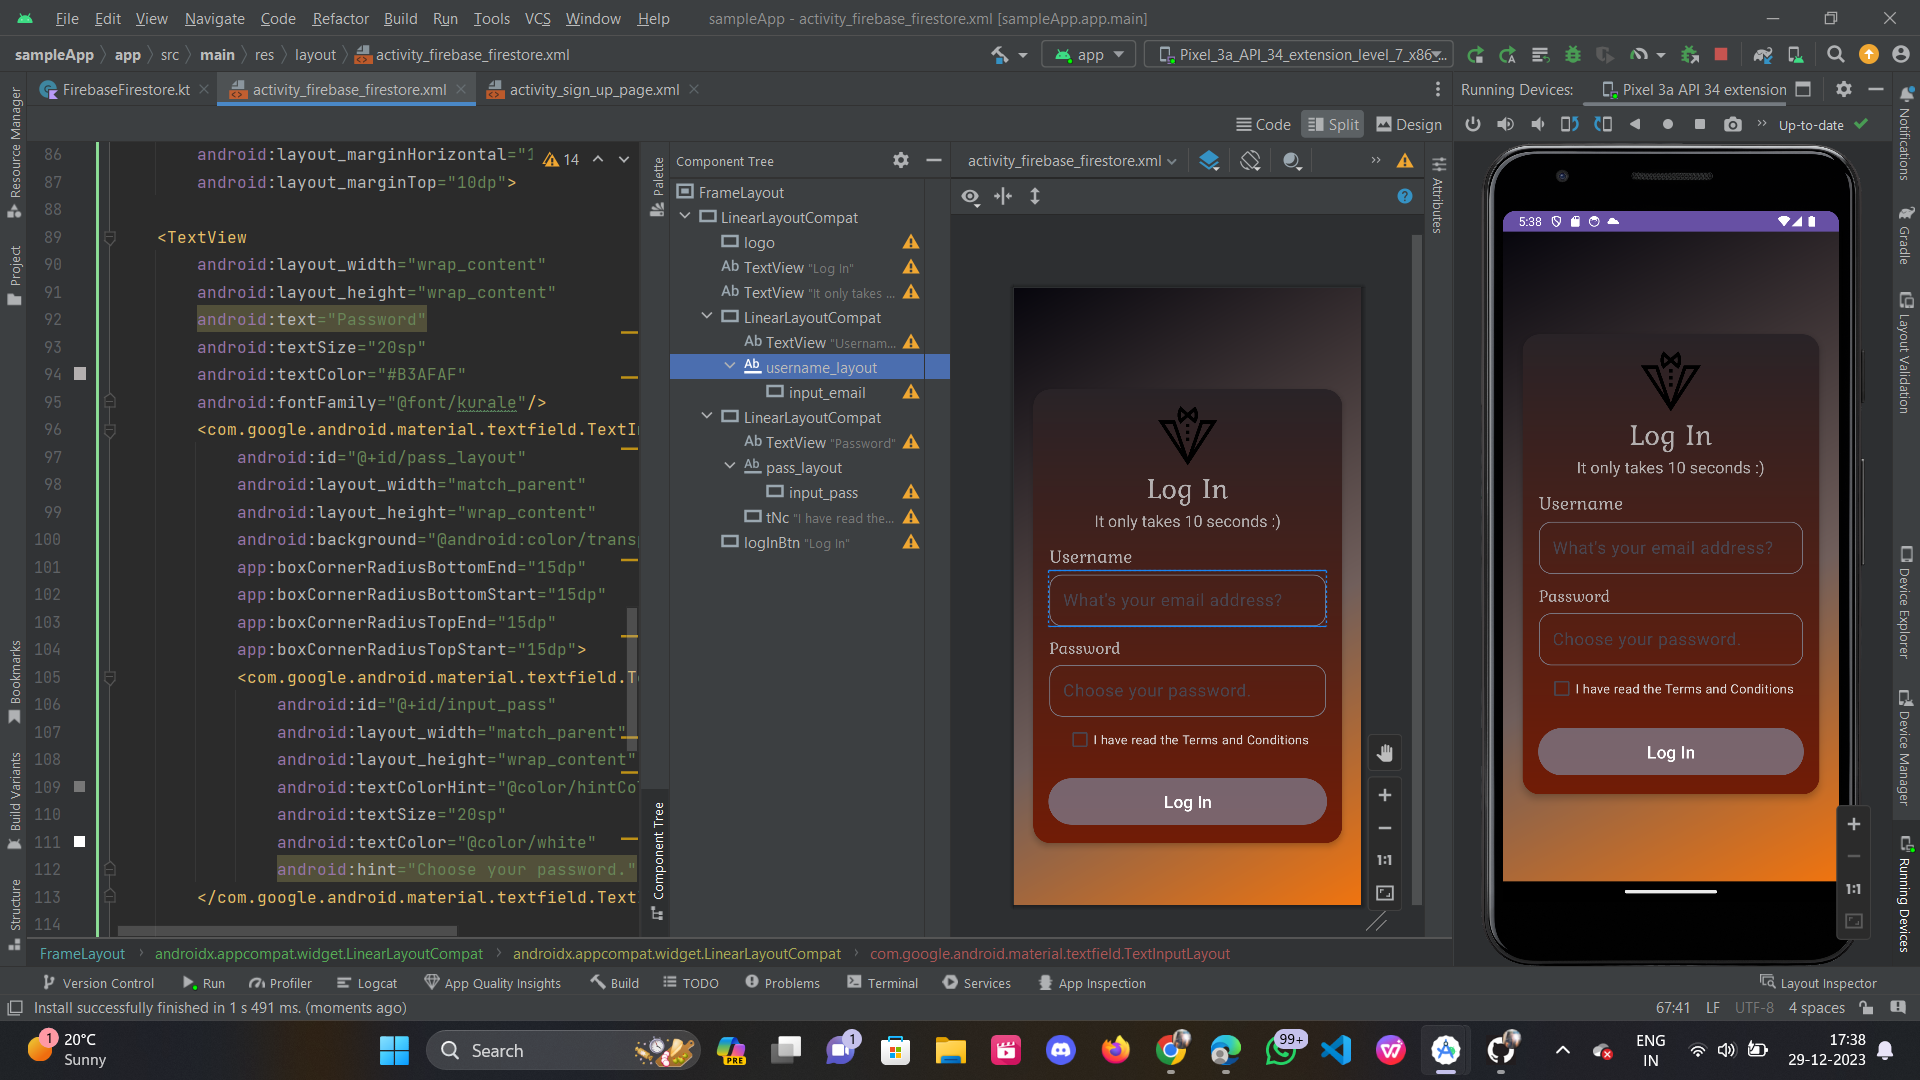 File Edit View Navigate Code Refactor Build Run Tools VCS Window Help sampleApp - activity_firebase_firestore.xml [sampleApp.app.main]
sampleApp app src main res layout activity_firebase_firestore.xml
app Pixel_3a_API_34_extension_level_7_x86...
FirebaseFirestore.kt activity_firebase_firestore.xml activity_sign_up_page.xml
Running Devices: Pixel 3a API 34 extension
Code Split Design
Up-to-date
Resource Manager
Project
Bookmarks
Build Variants
Structure
86 android:layout_marginHorizontal="1 14
87 android:layout_marginTop="10dp">
88
89 <TextView
90 android:layout_width="wrap_content"
91 android:layout_height="wrap_content"
92 android:text="Password"
93 android:textSize="20sp"
94 android:textColor="#B3AFAF"
95 android:fontFamily="@font/kurale"/>
96 <com.google.android.material.textfield.TextIn
97 android:id="@+id/pass_layout"
98 android:layout_width="match_parent"
99 android:layout_height="wrap_content"
100 android:background="@android:color/transp
101 app:boxCornerRadiusBottomEnd="15dp"
102 app:boxCornerRadiusBottomStart="15dp"
103 app:boxCornerRadiusTopEnd="15dp"
104 app:boxCornerRadiusTopStart="15dp">
105 <com.google.android.material.textfield.T
106 android:id="@+id/input_pass"
107 android:layout_width="match_parent"
108 android:layout_height="wrap_content"
109 android:textColorHint="@color/hintCo
110 android:textSize="20sp"
111 android:textColor="@color/white"
112 android:hint="Choose your password."
113 </com.google.android.material.textfield.Text
114
Palette
Component Tree
Component Tree
FrameLayout
LinearLayoutCompat
logo
Ab TextView "Log In"
Ab TextView "It only takes ...
LinearLayoutCompat
Ab TextView "Usernam...
Ab username_layout
input_email
LinearLayoutCompat
Ab TextView "Password"
Ab pass_layout
input_pass
tNc "I have read the...
logInBtn "Log In"
activity_firebase_firestore.xml
Attributes
Log In
It only takes 10 seconds :)
Username
What's your email address?
Password
Choose your password.
I have read the Terms and Conditions
Log In
1:1
5:38
Log In
It only takes 10 seconds :)
Username
What's your email address?
Password
Choose your password.
I have read the Terms and Conditions
Log In
1:1
Notifications
Gradle
Layout Validation
Device Explorer
Device Manager
Running Devices
FrameLayout androidx.appcompat.widget.LinearLayoutCompat androidx.appcompat.widget.LinearLayoutCompat com.google.android.material.textfield.TextInputLayout
Version Control Run Profiler Logcat App Quality Insights Build TODO Problems Terminal Services App Inspection Layout Inspector
Install successfully finished in 1 s 491 ms. (moments ago) 67:41 LF UTF-8 4 spaces
1 20°C
Sunny
Search
PRE
1
99+
ENG
IN
17:38
29-12-2023